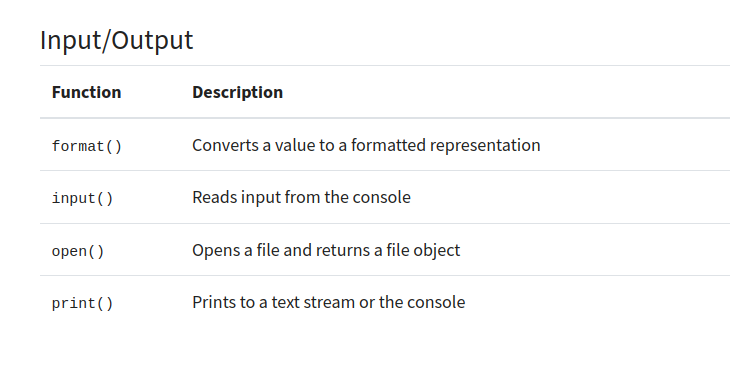 Input/Output
Function Description
format() Converts a value to a formatted representation
input() Reads input from the console
open() Opens a file and returns a file object
print() Prints to a text stream or the console